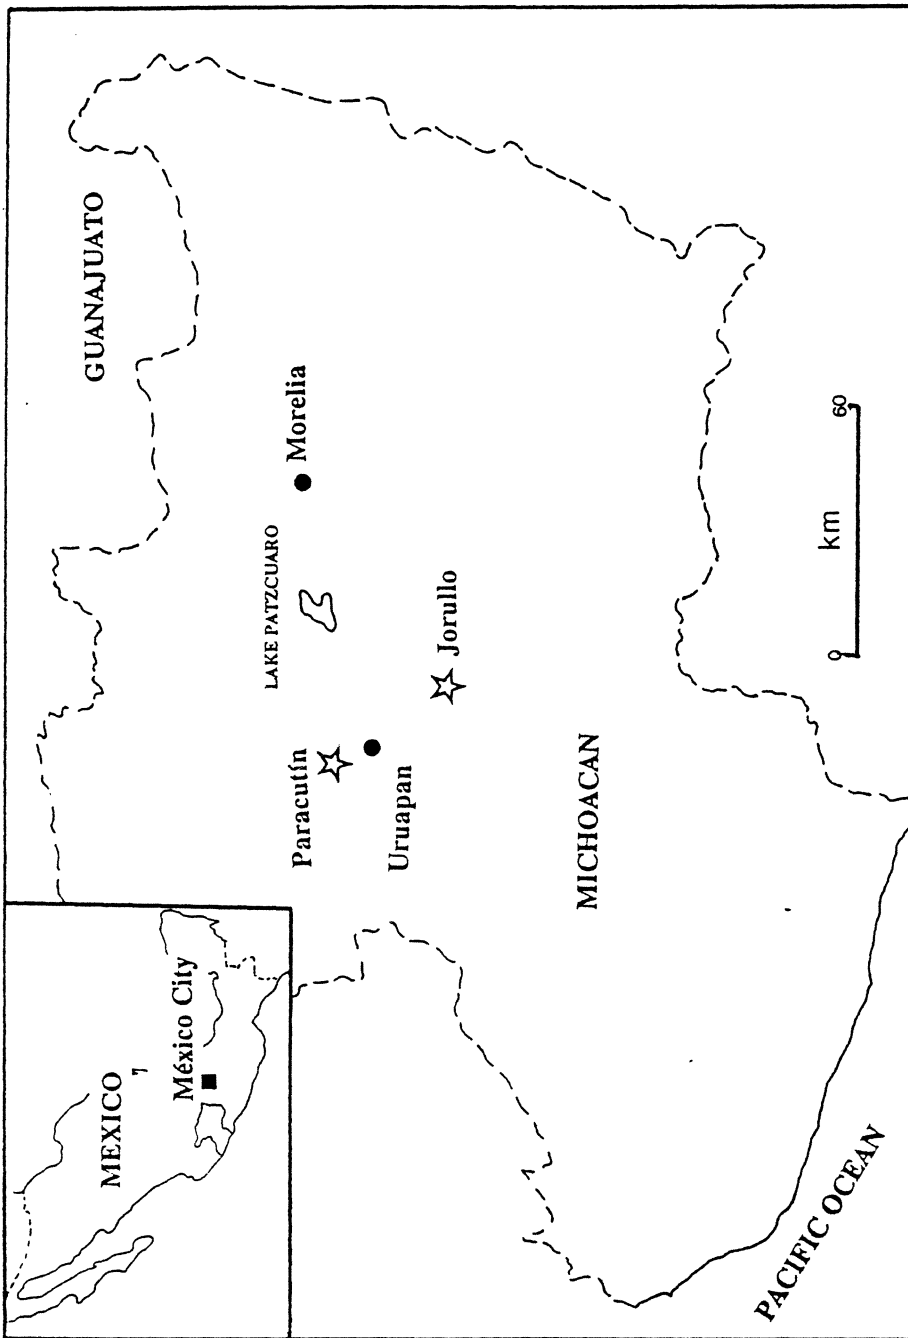 MEXICO
México City
GUANAJUATO
LAKE PATZCUARO
Morelia
Paracutín
Uruapan
Jorullo
MICHOACAN
km
0
60
PACIFIC OCEAN